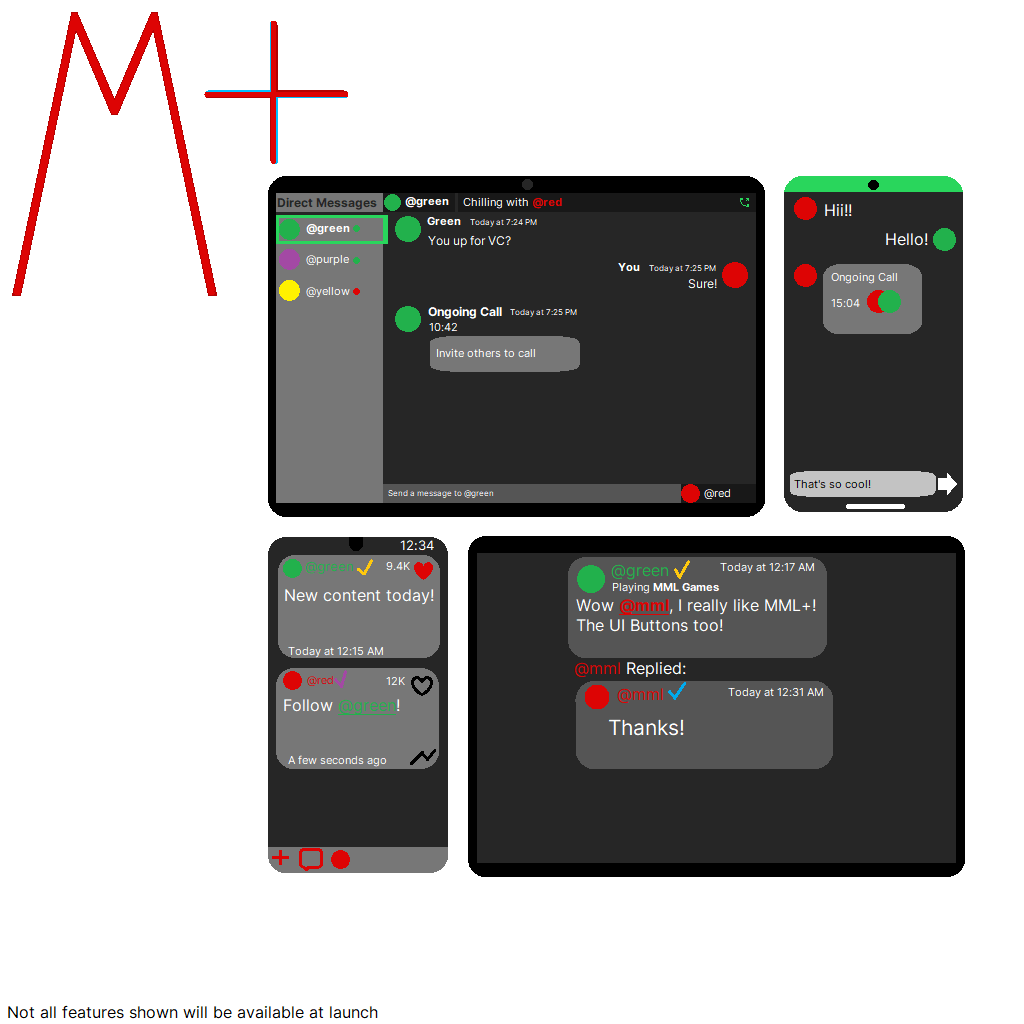 M+
Direct Messages
@green
Chilling with @red
@green
@purple
@yellow
Green Today at 7:24 PM
You up for VC?
You Today at 7:25 PM
Sure!
Ongoing Call Today at 7:25 PM
10:42
Invite others to call
Send a message to @green
@red
Hii!!
Hello!
Ongoing Call
15:04
That's so cool!
12:34
@green 9.4K
New content today!
Today at 12:15 AM
@red 12K
Follow @green!
A few seconds ago
@green Today at 12:17 AM
Playing MML Games
Wow @mml, I really like MML+!
The UI Buttons too!
@mml Replied:
@mml Today at 12:31 AM
Thanks!
Not all features shown will be available at launch